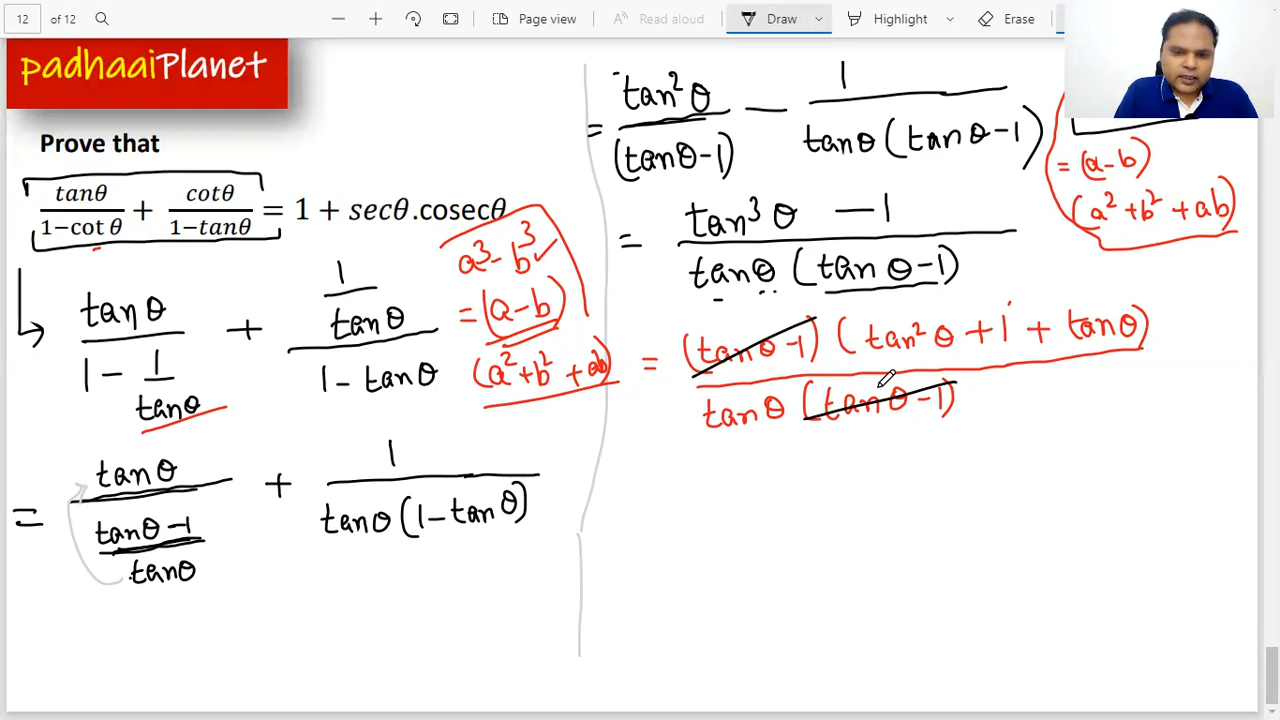 12 of 12
Page view
Read aloud
Draw
Highlight
Erase
padhaaiPlanet
Prove that
tanθ/1−cot θ + cotθ/1−tanθ = 1 + secθ.cosecθ
tanθ/(1 − 1/tanθ) + (1/tanθ)/(1 − tanθ)
= tanθ/((tanθ−1)/tanθ) + 1/(tanθ(1−tanθ))
a³ − b³ ✓
= (a−b)
(a²+b²+ab)
= tan²θ/(tanθ−1) − 1/(tanθ(tanθ−1))
= (tan³θ − 1)/(tanθ(tanθ−1))
= (tanθ−1)(tan²θ+1+tanθ)/(tanθ(tanθ−1))
= (a−b)
(a²+b²+ab)